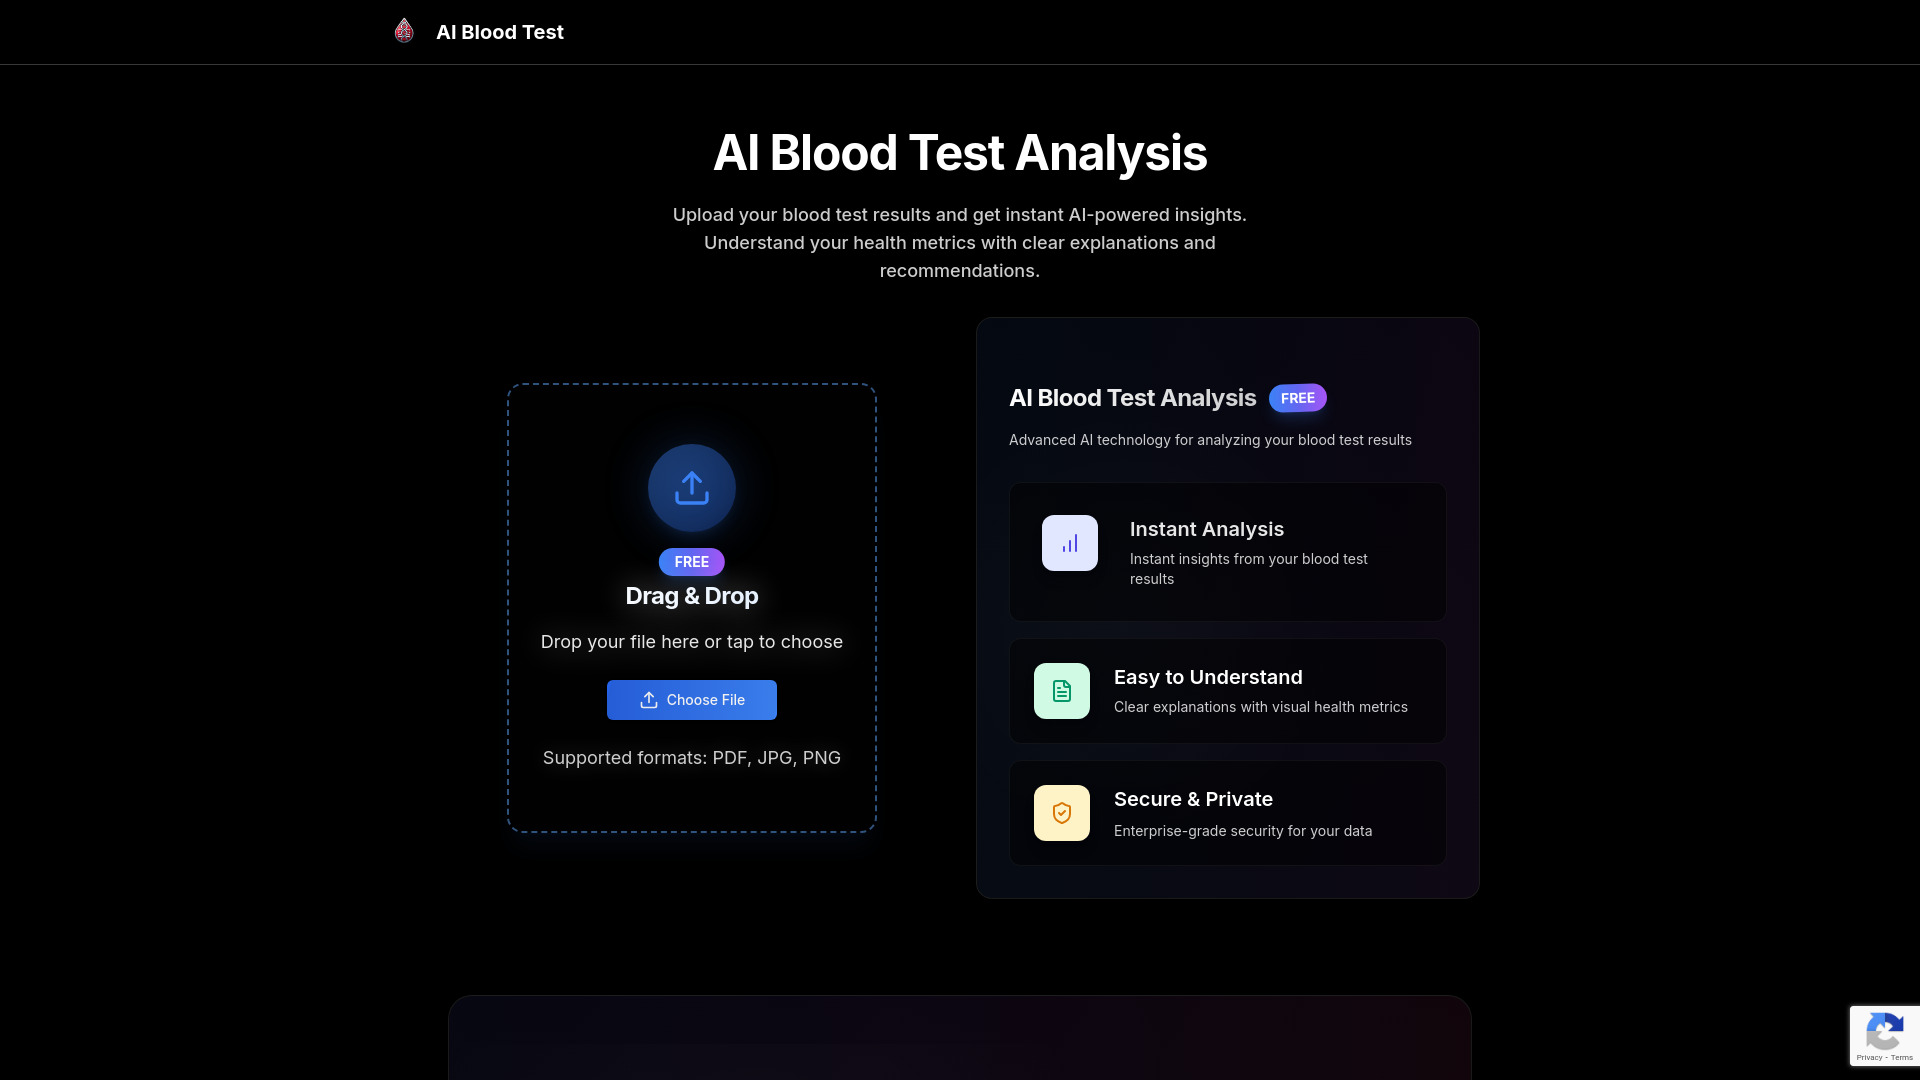 AI Blood Test
AI Blood Test Analysis
Upload your blood test results and get instant AI-powered insights.
Understand your health metrics with clear explanations and
recommendations.
FREE
Drag & Drop
Drop your file here or tap to choose
Choose File
Supported formats: PDF, JPG, PNG
AI Blood Test Analysis FREE
Advanced AI technology for analyzing your blood test results
Instant Analysis
Instant insights from your blood test
results
Easy to Understand
Clear explanations with visual health metrics
Secure & Private
Enterprise-grade security for your data
Privacy - Terms